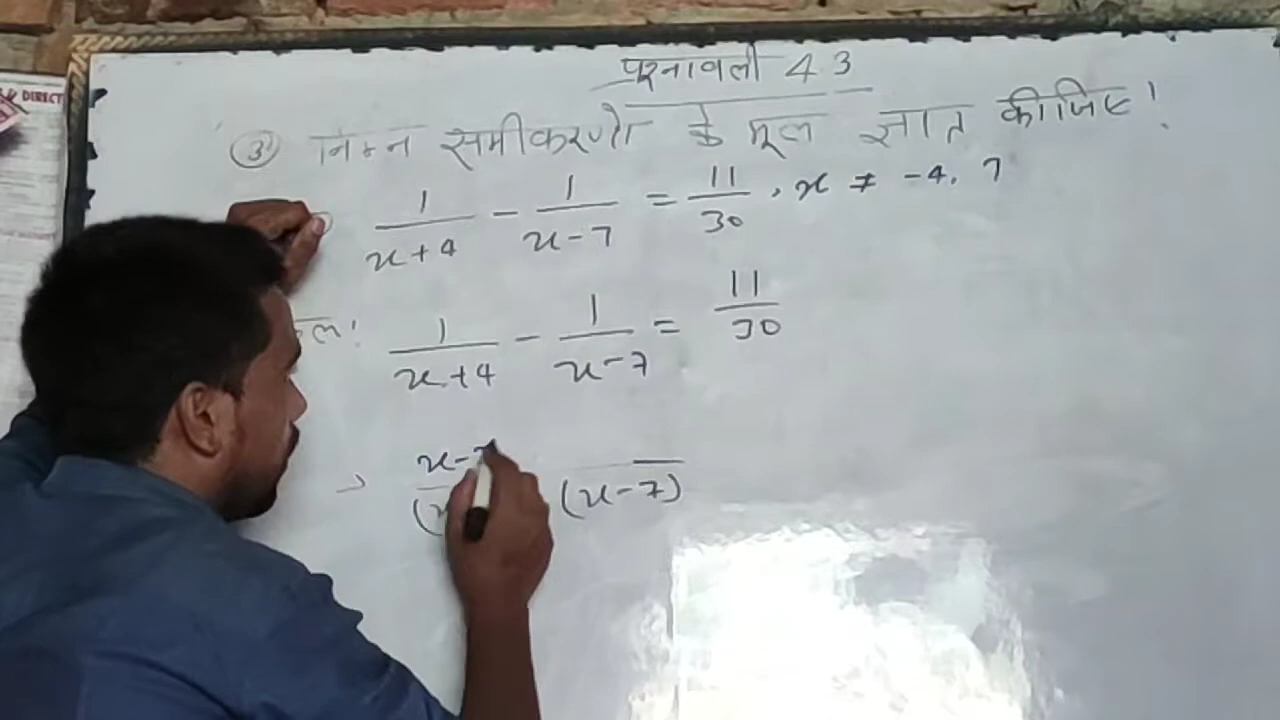 DIRECT
प्रश्नावली 4 3
③ निम्न समीकरणो के मूल ज्ञात कीजिए!
1/(x+4) - 1/(x-7) = 11/30, x ≠ -4, 7
हल! 1/(x+4) - 1/(x-7) = 11/30
(x-7)